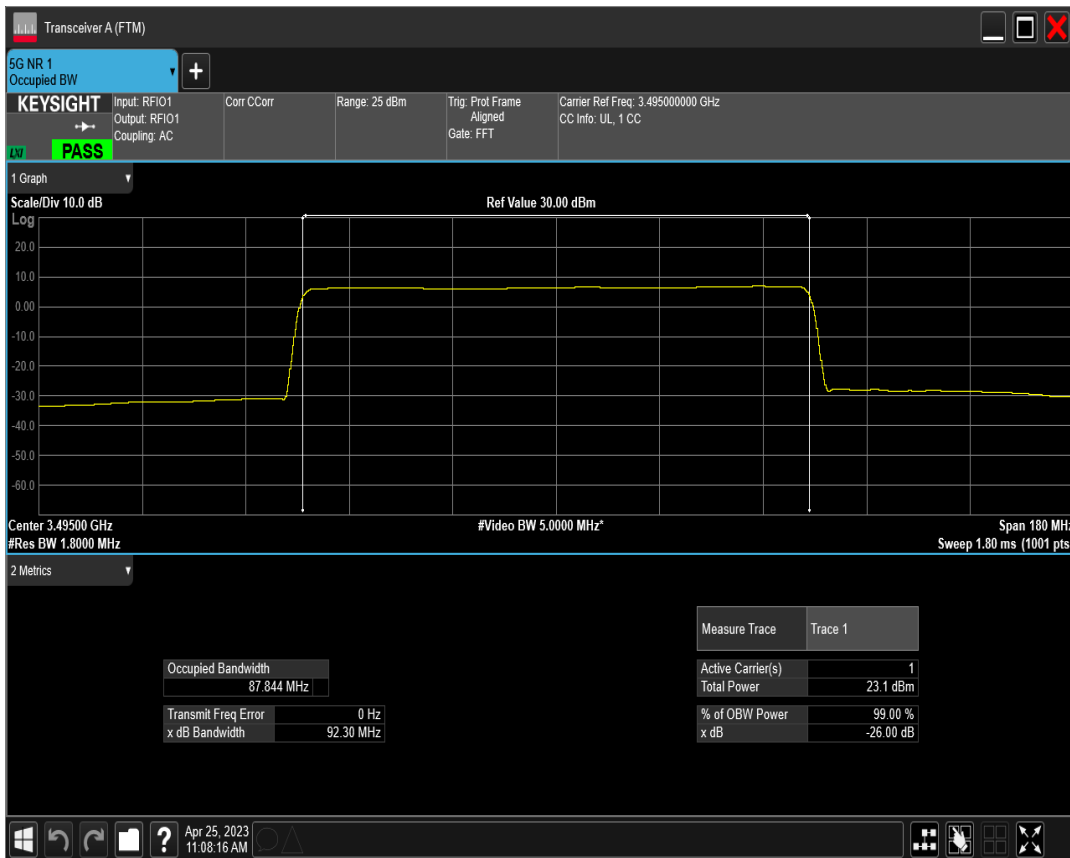 Transceiver A (FTM)
5G NR 1
Occupied BW
+
KEYSIGHT
LXI
PASS
Input: RFIO1
Output: RFIO1
Coupling: AC
Corr CCorr
Range: 25 dBm
Trig: Prot Frame
Aligned
Gate: FFT
Carrier Ref Freq: 3.495000000 GHz
CC Info: UL, 1 CC
1 Graph
Scale/Div 10.0 dB
Ref Value 30.00 dBm
Log
20.0
10.0
0.00
-10.0
-20.0
-30.0
-40.0
-50.0
-60.0
Center 3.49500 GHz
#Video BW 5.0000 MHz*
Span 180 MHz
#Res BW 1.8000 MHz
Sweep 1.80 ms (1001 pts
2 Metrics
Measure Trace Trace 1
Occupied Bandwidth
87.844 MHz
Active Carrier(s) 1
Total Power 23.1 dBm
Transmit Freq Error 0 Hz
x dB Bandwidth 92.30 MHz
% of OBW Power 99.00 %
x dB -26.00 dB
?
Apr 25, 2023
11:08:16 AM